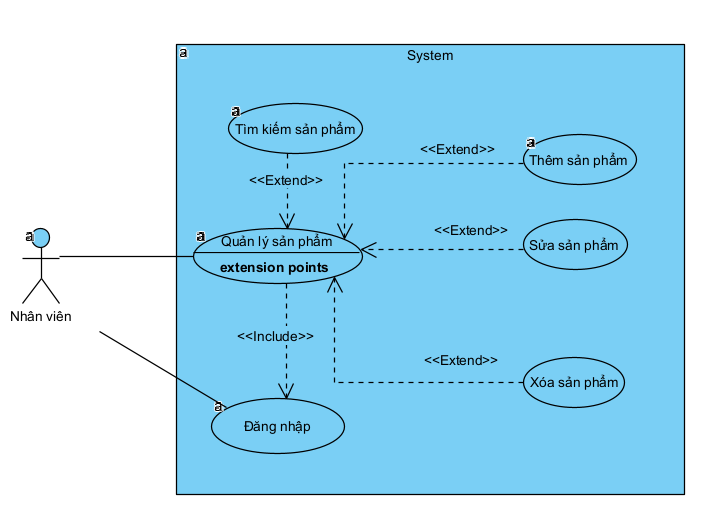 a
System
a
Tìm kiếm sản phẩm
<<Extend>>
a
Thêm sản phẩm
<<Extend>>
a
Nhân viên
a
Quản lý sản phẩm
extension points
<<Extend>>
Sửa sản phẩm
<<Include>>
<<Extend>>
Xóa sản phẩm
a
Đăng nhập